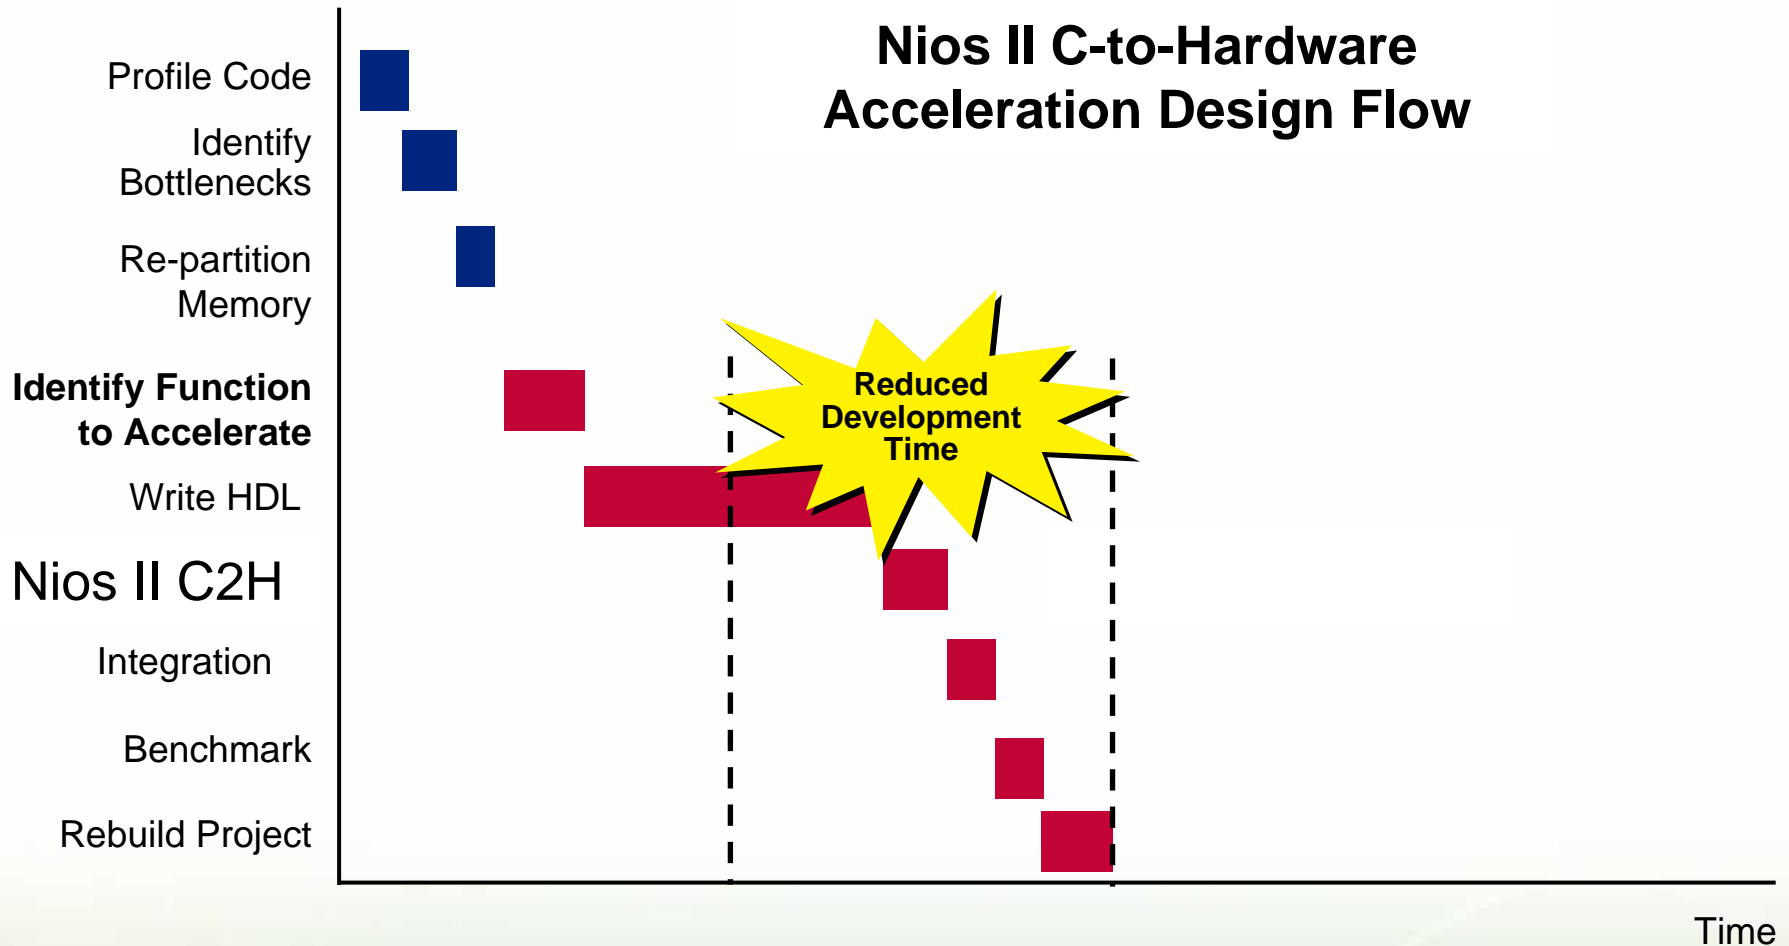 Nios II C-to-Hardware
Acceleration Design Flow
Profile Code
Identify
Bottlenecks
Re-partition
Memory
Identify Function
to Accelerate
Reduced
Development
Time
Write HDL
Nios II C2H
Integration
Benchmark
Rebuild Project
Time